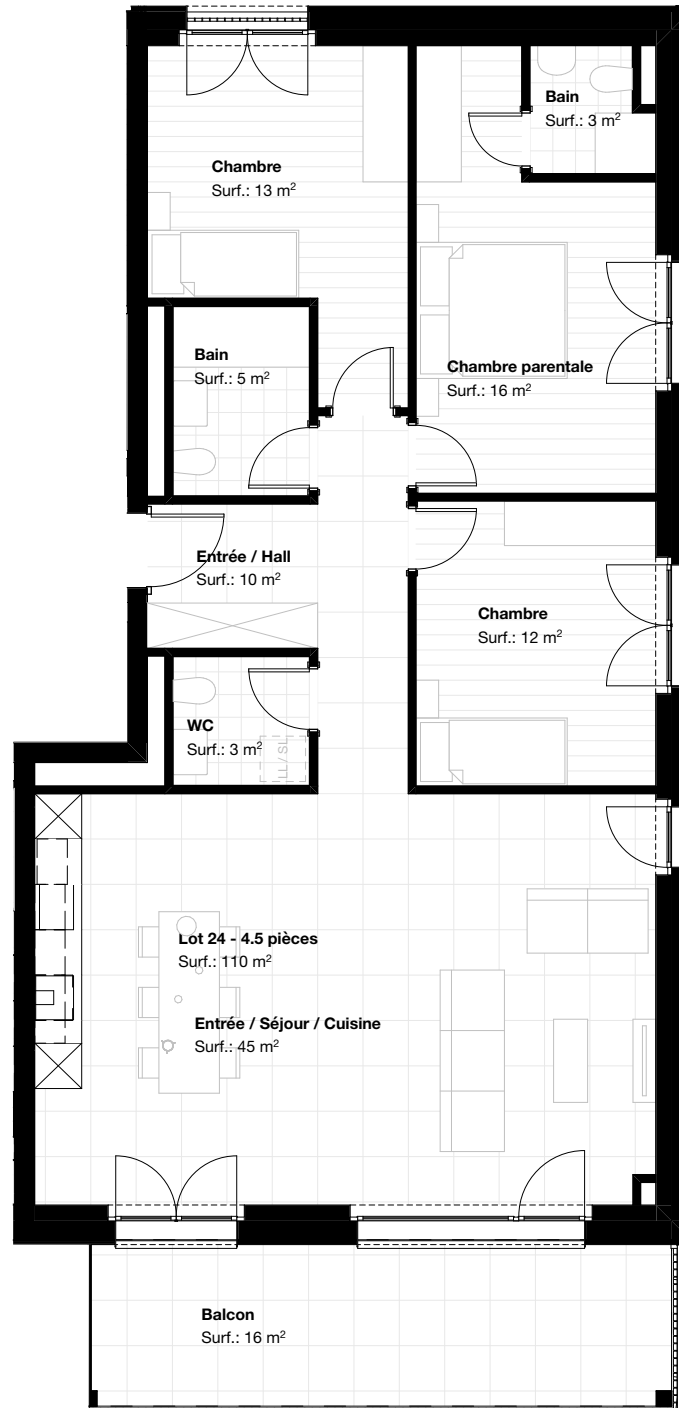 Bain
Surf.: 3 m²
Chambre
Surf.: 13 m²
Bain
Surf.: 5 m²
Chambre parentale
Surf.: 16 m²
Entrée / Hall
Surf.: 10 m²
Chambre
Surf.: 12 m²
WC
Surf.: 3 m²
LL / SL
Lot 24 - 4.5 pièces
Surf.: 110 m²
Entrée / Séjour / Cuisine
Surf.: 45 m²
Balcon
Surf.: 16 m²